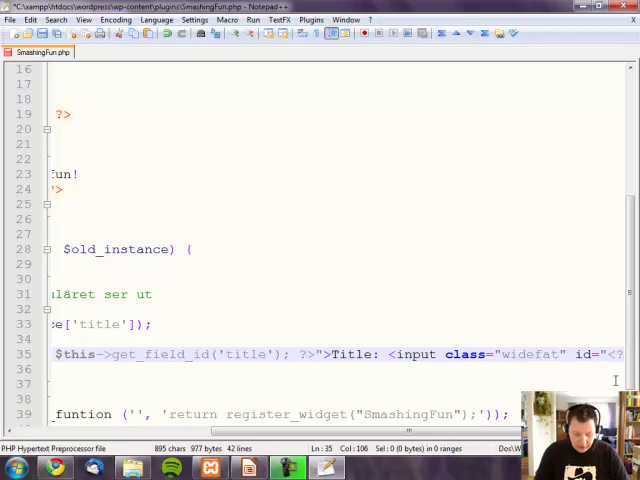 *C:\xampp\htdocs\wordpress\wp-content\plugins\SmashingFun.php - Notepad++
File Edit Search View Encoding Language Settings Macro Run TextFX Plugins Window ?
SmashingFun.php
16
17
18
19 ?>
20
21
22
23 fun!
24 ">
25
26
27
28 $old_instance) {
29
30
31 uläret ser ut
32
33 ce['title']);
34
35 $this->get_field_id('title'); ?>">Title: <input class="widefat" id="<?
36
37
38
39 _funtion ('', 'return register_widget("SmashingFun");'));
PHP Hypertext Preprocessor file 895 chars 977 bytes 42 lines Ln : 35 Col : 106 Sel : 0 (0 bytes) in 0 ranges